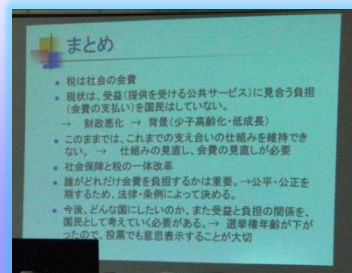 まとめ
税は社会の会費
現状は、受益(提供を受ける公共サービス)に見合う負担
(会費の支払い)を国民はしていない。
→ 財政悪化 → 背景(少子高齢化・低成長)
このままでは、これまでの支え合いの仕組みを維持でき
ない。 → 仕組みの見直し、会費の見直しが必要
社会保障と税の一体改革
誰がどれだけ会費を負担するかは重要。→公平・公正を
期するため、法律・条例によって決める。
今後、どんな国にしたいのか、また受益と負担の関係を、
国民として考えていく必要がある。→ 選挙権年齢が下が
ったので、投票でも意思表示することが大切